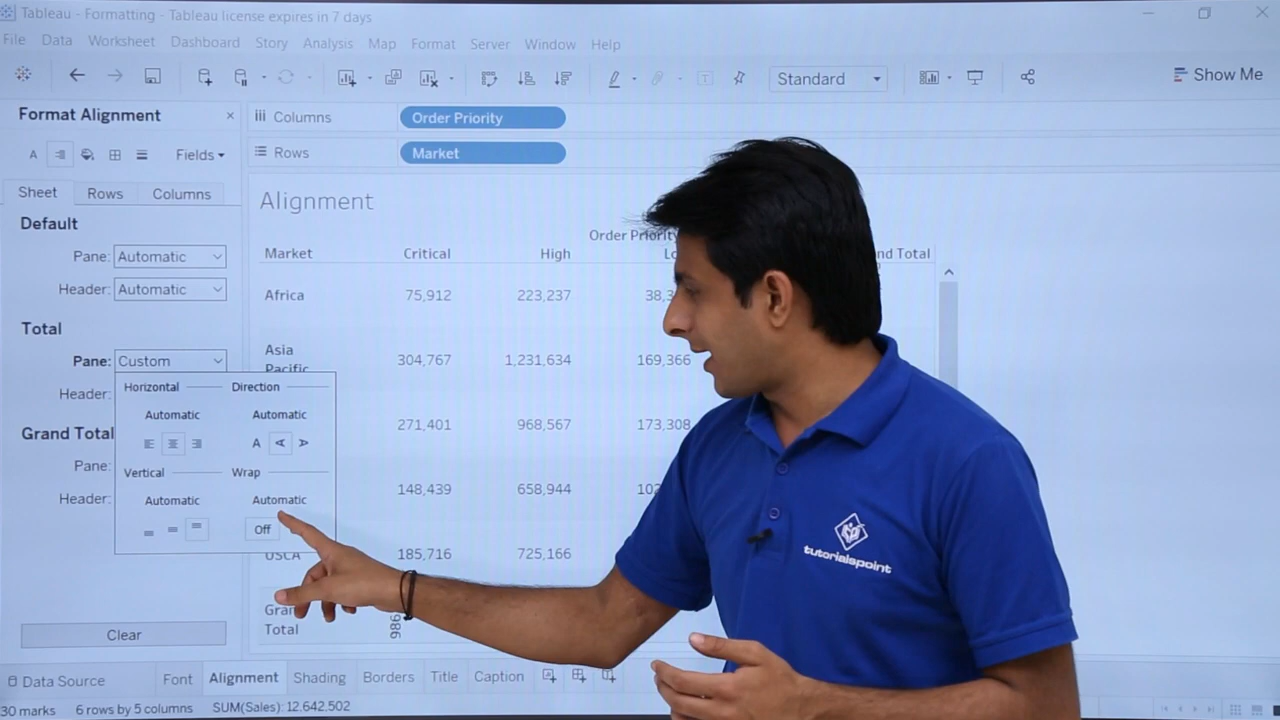 Tableau - Formatting - Tableau license expires in 7 days
File Data Worksheet Dashboard Story Analysis Map Format Server Window Help
Standard
Show Me
Format Alignment
Columns Order Priority
Fields
Rows Market
Sheet Rows Columns
Alignment
Default
Order Priority
Market Critical High
Pane: Automatic
Header: Automatic
Africa 75,912 223,237
Total
Pane: Custom
Asia Pacific 304,767 1,231,634 169,366
Horizontal Direction
Header:
Automatic Automatic
271,401 968,567 173,308
Grand Total
A A A
Pane:
Vertical Wrap
148,439 658,944
Header:
Automatic Automatic
Off
USCA 185,716 725,166
Total
Clear
tutorialspoint
Data Source Font Alignment Shading Borders Title Caption
30 marks 6 rows by 5 columns SUM(Sales): 12,642,502